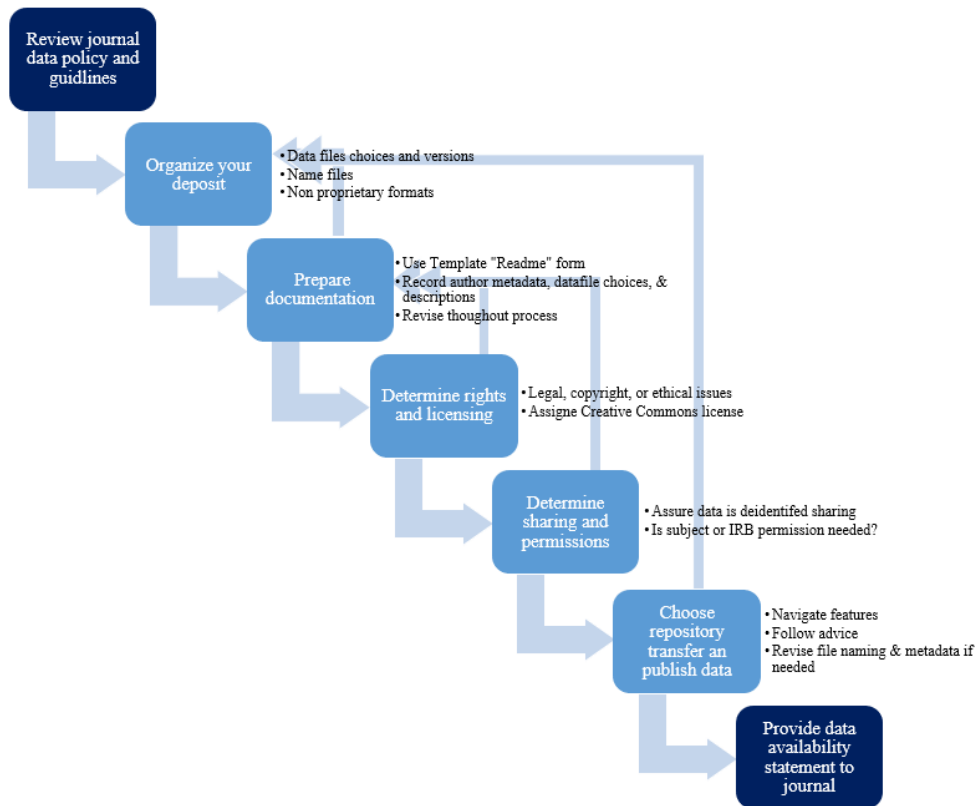 Review journal
data policy and
guidlines
Organize your
deposit
• Data files choices and versions
• Name files
• Non proprietary formats
Prepare
documentation
• Use Template "Readme" form
• Record author metadata, datafile choices, &
descriptions
• Revise thoughout process
Determine rights
and licensing
• Legal, copyright, or ethical issues
• Assigne Creative Commons license
Determine
sharing and
permissions
• Assure data is deidentifed sharing
• Is subject or IRB permission needed?
Choose
repository
transfer an
publish data
• Navigate features
• Follow advice
• Revise file naming & metadata if
needed
Provide data
availability
statement to
journal